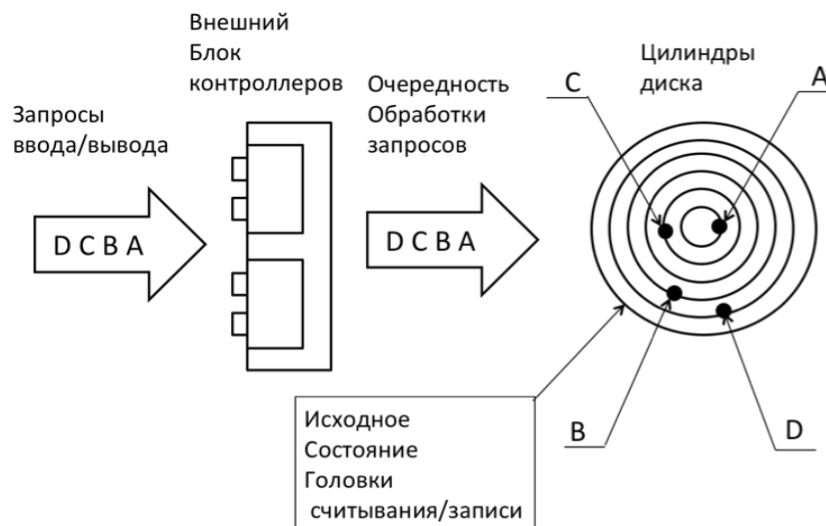 Внешний
Блок
контроллеров
Запросы
ввода/вывода
Очередность
Обработки
запросов
Цилиндры
диска
C
A
D C B A
D C B A
Исходное
Состояние
Головки
считывания/записи
B
D